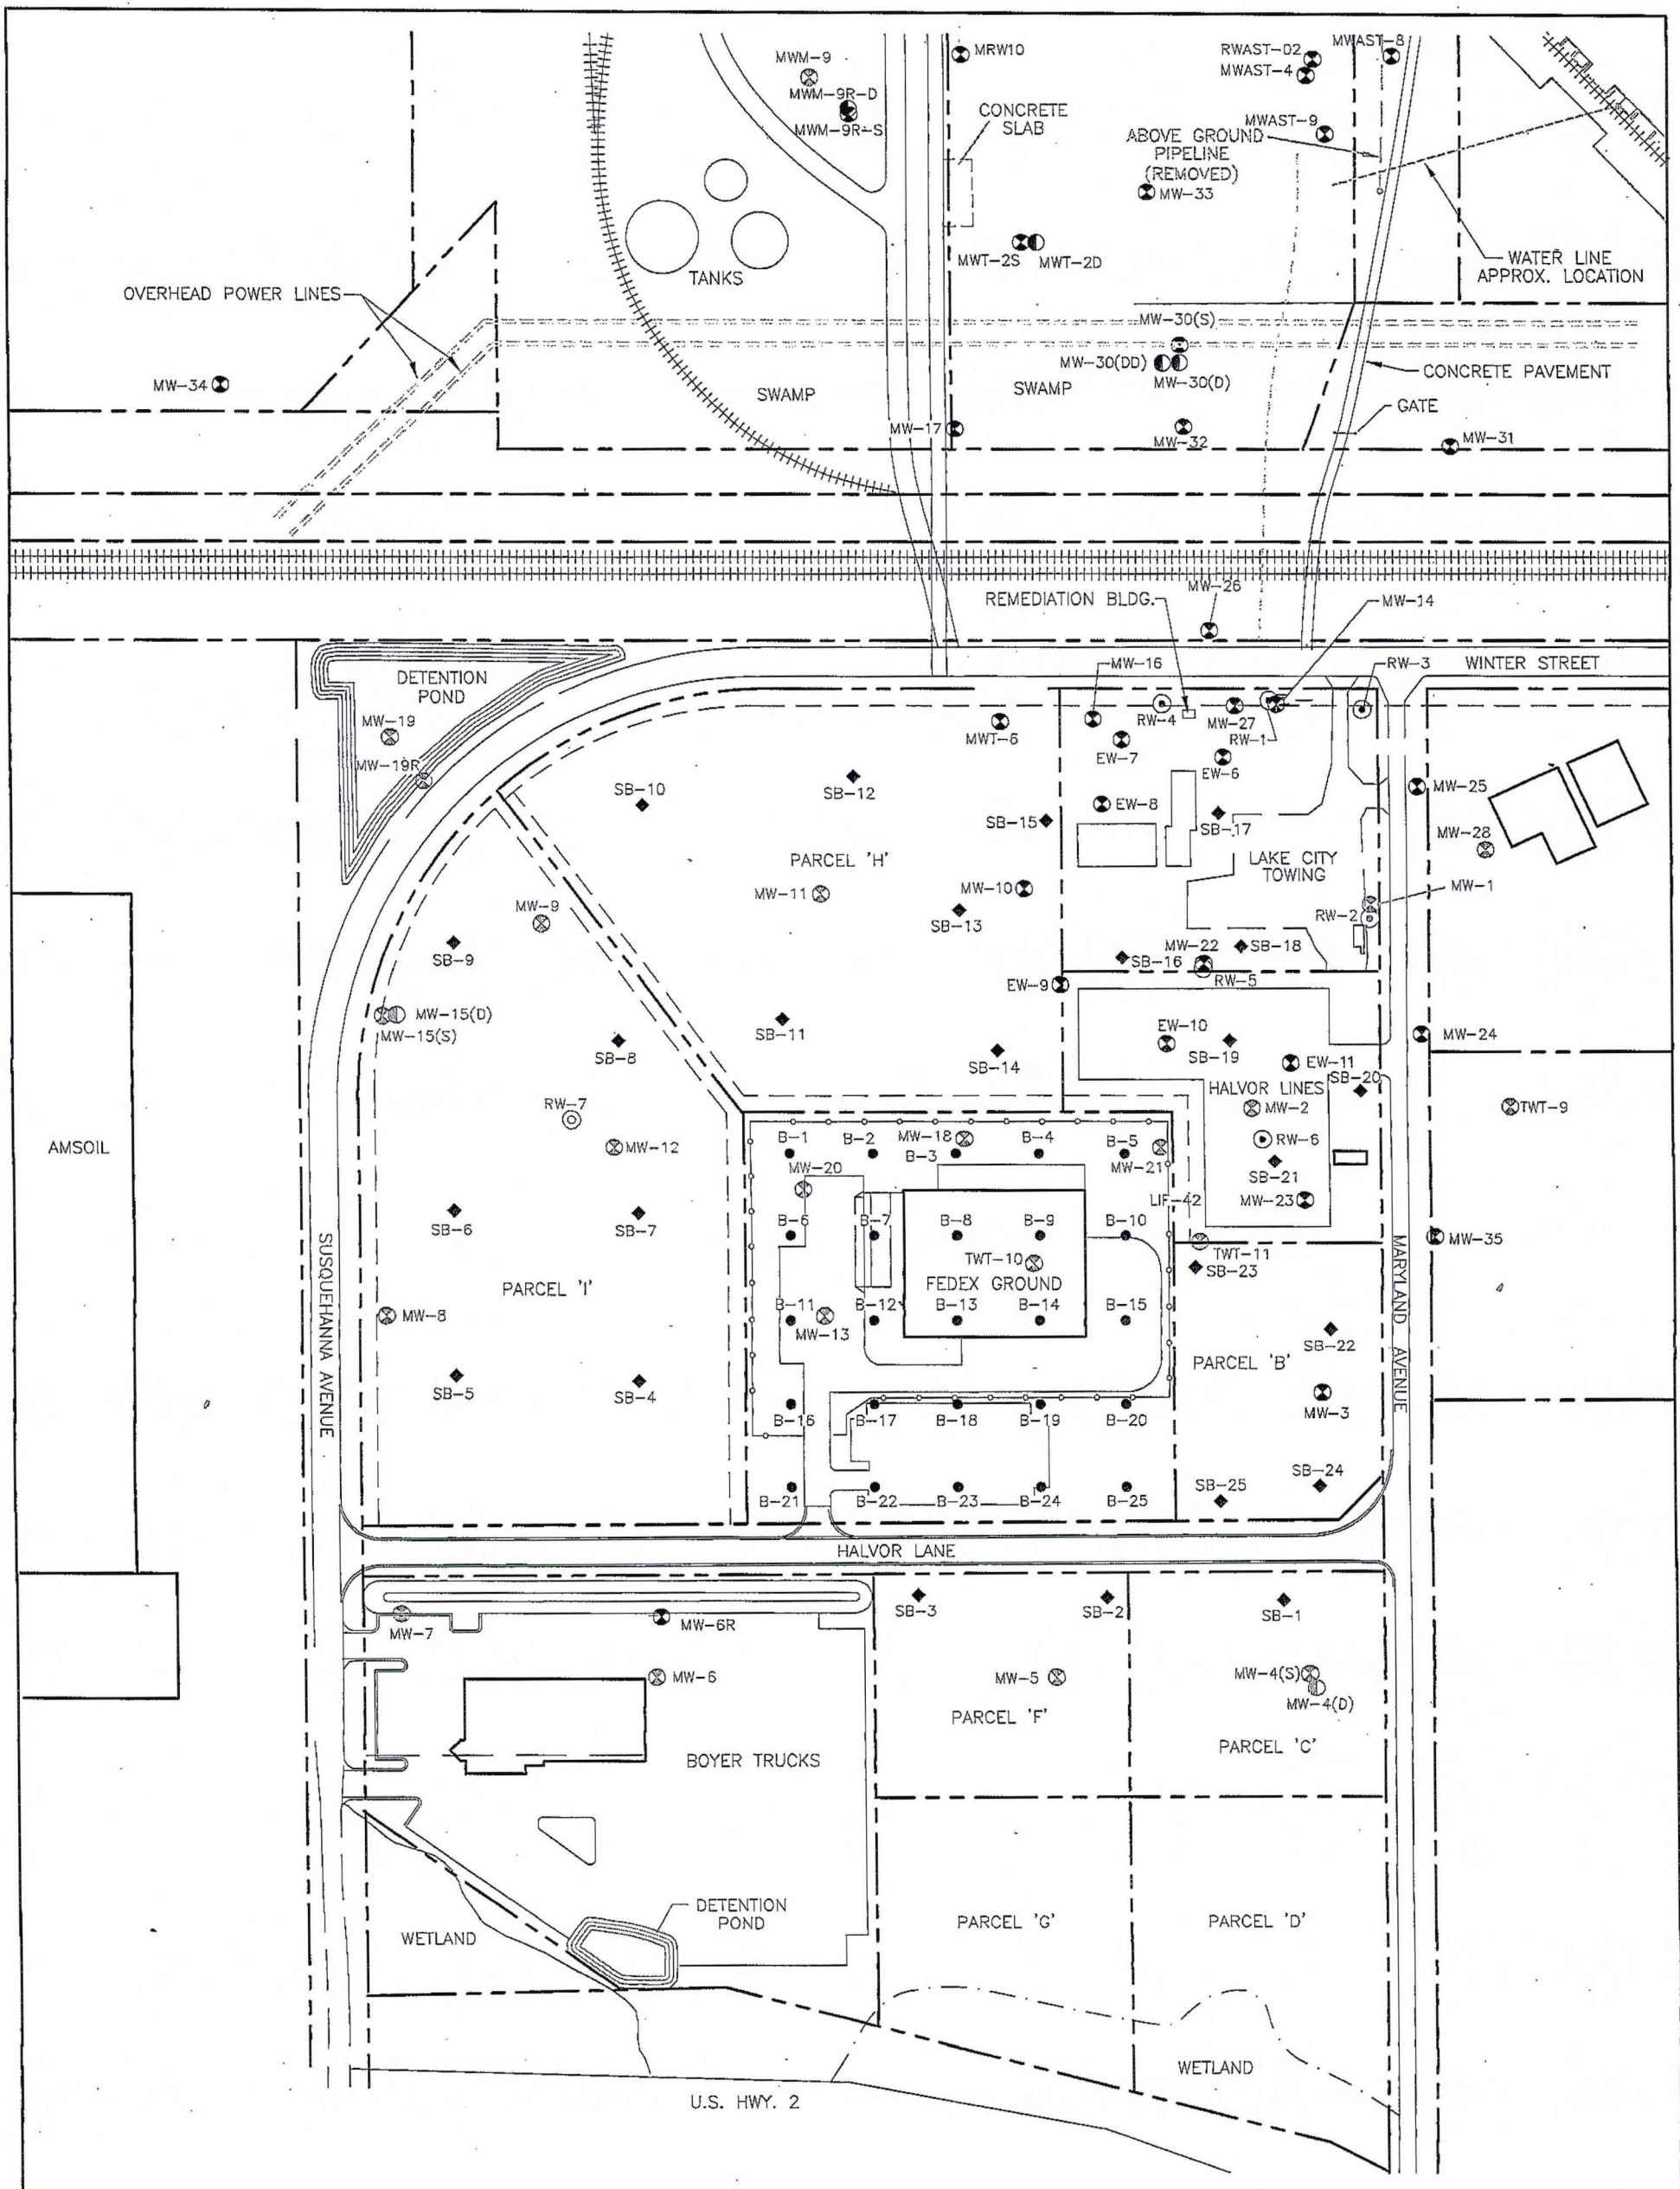 MWM-9
MRW10
RWAST-02
MWAST-8
MWAST-4
MWM-9R-D
MWM-9R-S
CONCRETE
SLAB
MWAST-9
ABOVE GROUND
PIPELINE
(REMOVED)
MW-33
MWT-2S
MWT-2D
WATER LINE
APPROX. LOCATION
TANKS
OVERHEAD POWER LINES
MW-30(S)
MW-30(DD)
MW-30(D)
CONCRETE PAVEMENT
MW-34
SWAMP
SWAMP
GATE
MW-17
MW-32
MW-31
REMEDIATION BLDG.
MW-26
MW-14
DETENTION
POND
MW-16
RW-3
WINTER STREET
MW-19
MWT-6
RW-4
MW-27
RW-1
EW-7
EW-6
MW-19R
MW-25
SB-10
SB-12
EW-8
SB-15
SB-17
MW-28
PARCEL 'H'
LAKE CITY
TOWING
MW-11
MW-10
MW-1
MW-9
SB-13
RW-2
SB-9
MW-22
SB-18
SB-16
RW-5
EW-9
MW-15(D)
MW-15(S)
SB-11
EW-10
SB-8
SB-14
SB-19
EW-11
MW-24
SB-20
HALVOR LINES
RW-7
MW-2
TWT-9
AMSOIL
MW-12
B-1
B-2
MW-18
B-3
B-4
B-5
MW-21
RW-6
MW-20
SB-21
LIF-42
MW-23
SB-6
SB-7
B-6
B-7
B-8
B-9
B-10
MW-35
TWT-10
TWT-11
SB-23
SUSQUEHANNA AVENUE
MARYLAND AVENUE
PARCEL 'I'
FEDEX GROUND
B-11
B-12
B-13
B-14
B-15
MW-8
MW-13
SB-22
PARCEL 'B'
SB-5
SB-4
B-16
B-17
B-18
B-19
B-20
MW-3
SB-25
SB-24
B-21
B-22
B-23
B-24
B-25
HALVOR LANE
SB-3
SB-2
SB-1
MW-7
MW-6R
MW-6
MW-5
MW-4(S)
MW-4(D)
PARCEL 'F'
PARCEL 'C'
BOYER TRUCKS
DETENTION
POND
PARCEL 'G'
PARCEL 'D'
WETLAND
WETLAND
U.S. HWY. 2